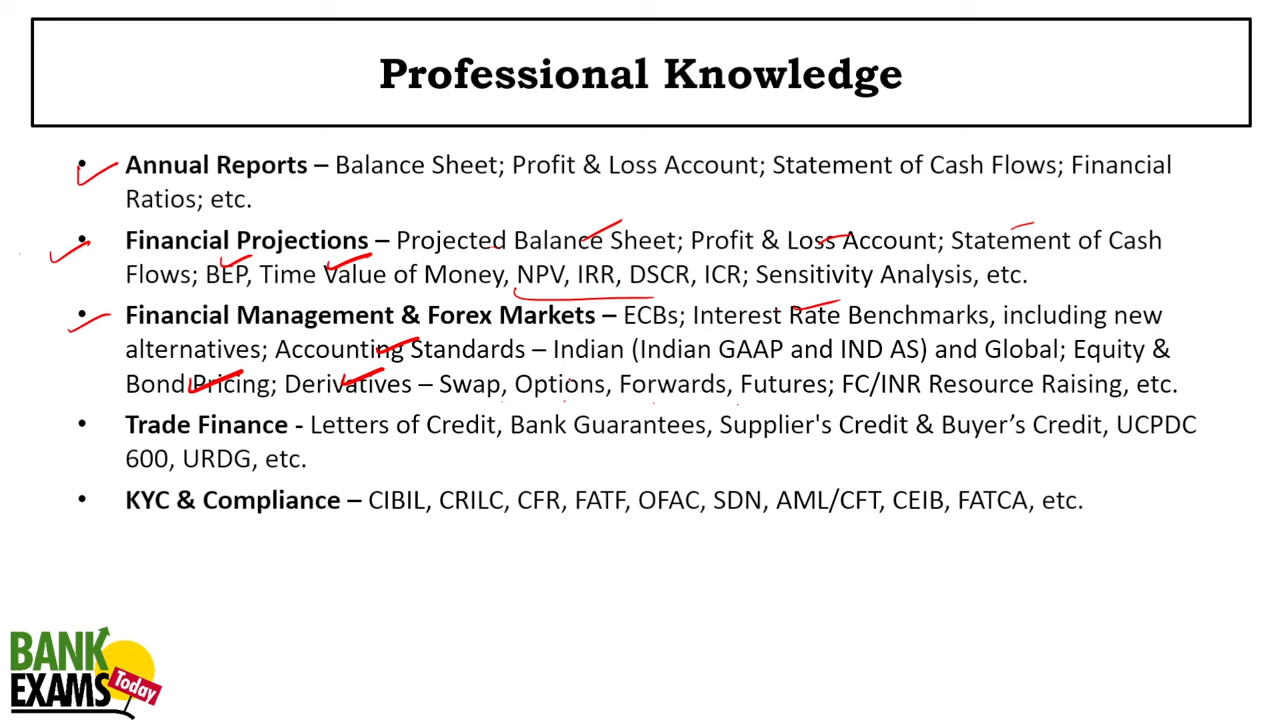 Professional Knowledge
• Annual Reports – Balance Sheet; Profit & Loss Account; Statement of Cash Flows; Financial
Ratios; etc.
• Financial Projections – Projected Balance Sheet; Profit & Loss Account; Statement of Cash
Flows; BEP, Time Value of Money, NPV, IRR, DSCR, ICR; Sensitivity Analysis, etc.
• Financial Management & Forex Markets – ECBs; Interest Rate Benchmarks, including new
alternatives; Accounting Standards – Indian (Indian GAAP and IND AS) and Global; Equity &
Bond Pricing; Derivatives – Swap, Options, Forwards, Futures; FC/INR Resource Raising, etc.
• Trade Finance - Letters of Credit, Bank Guarantees, Supplier's Credit & Buyer’s Credit, UCPDC
600, URDG, etc.
• KYC & Compliance – CIBIL, CRILC, CFR, FATF, OFAC, SDN, AML/CFT, CEIB, FATCA, etc.
BANK
EXAMS
Today